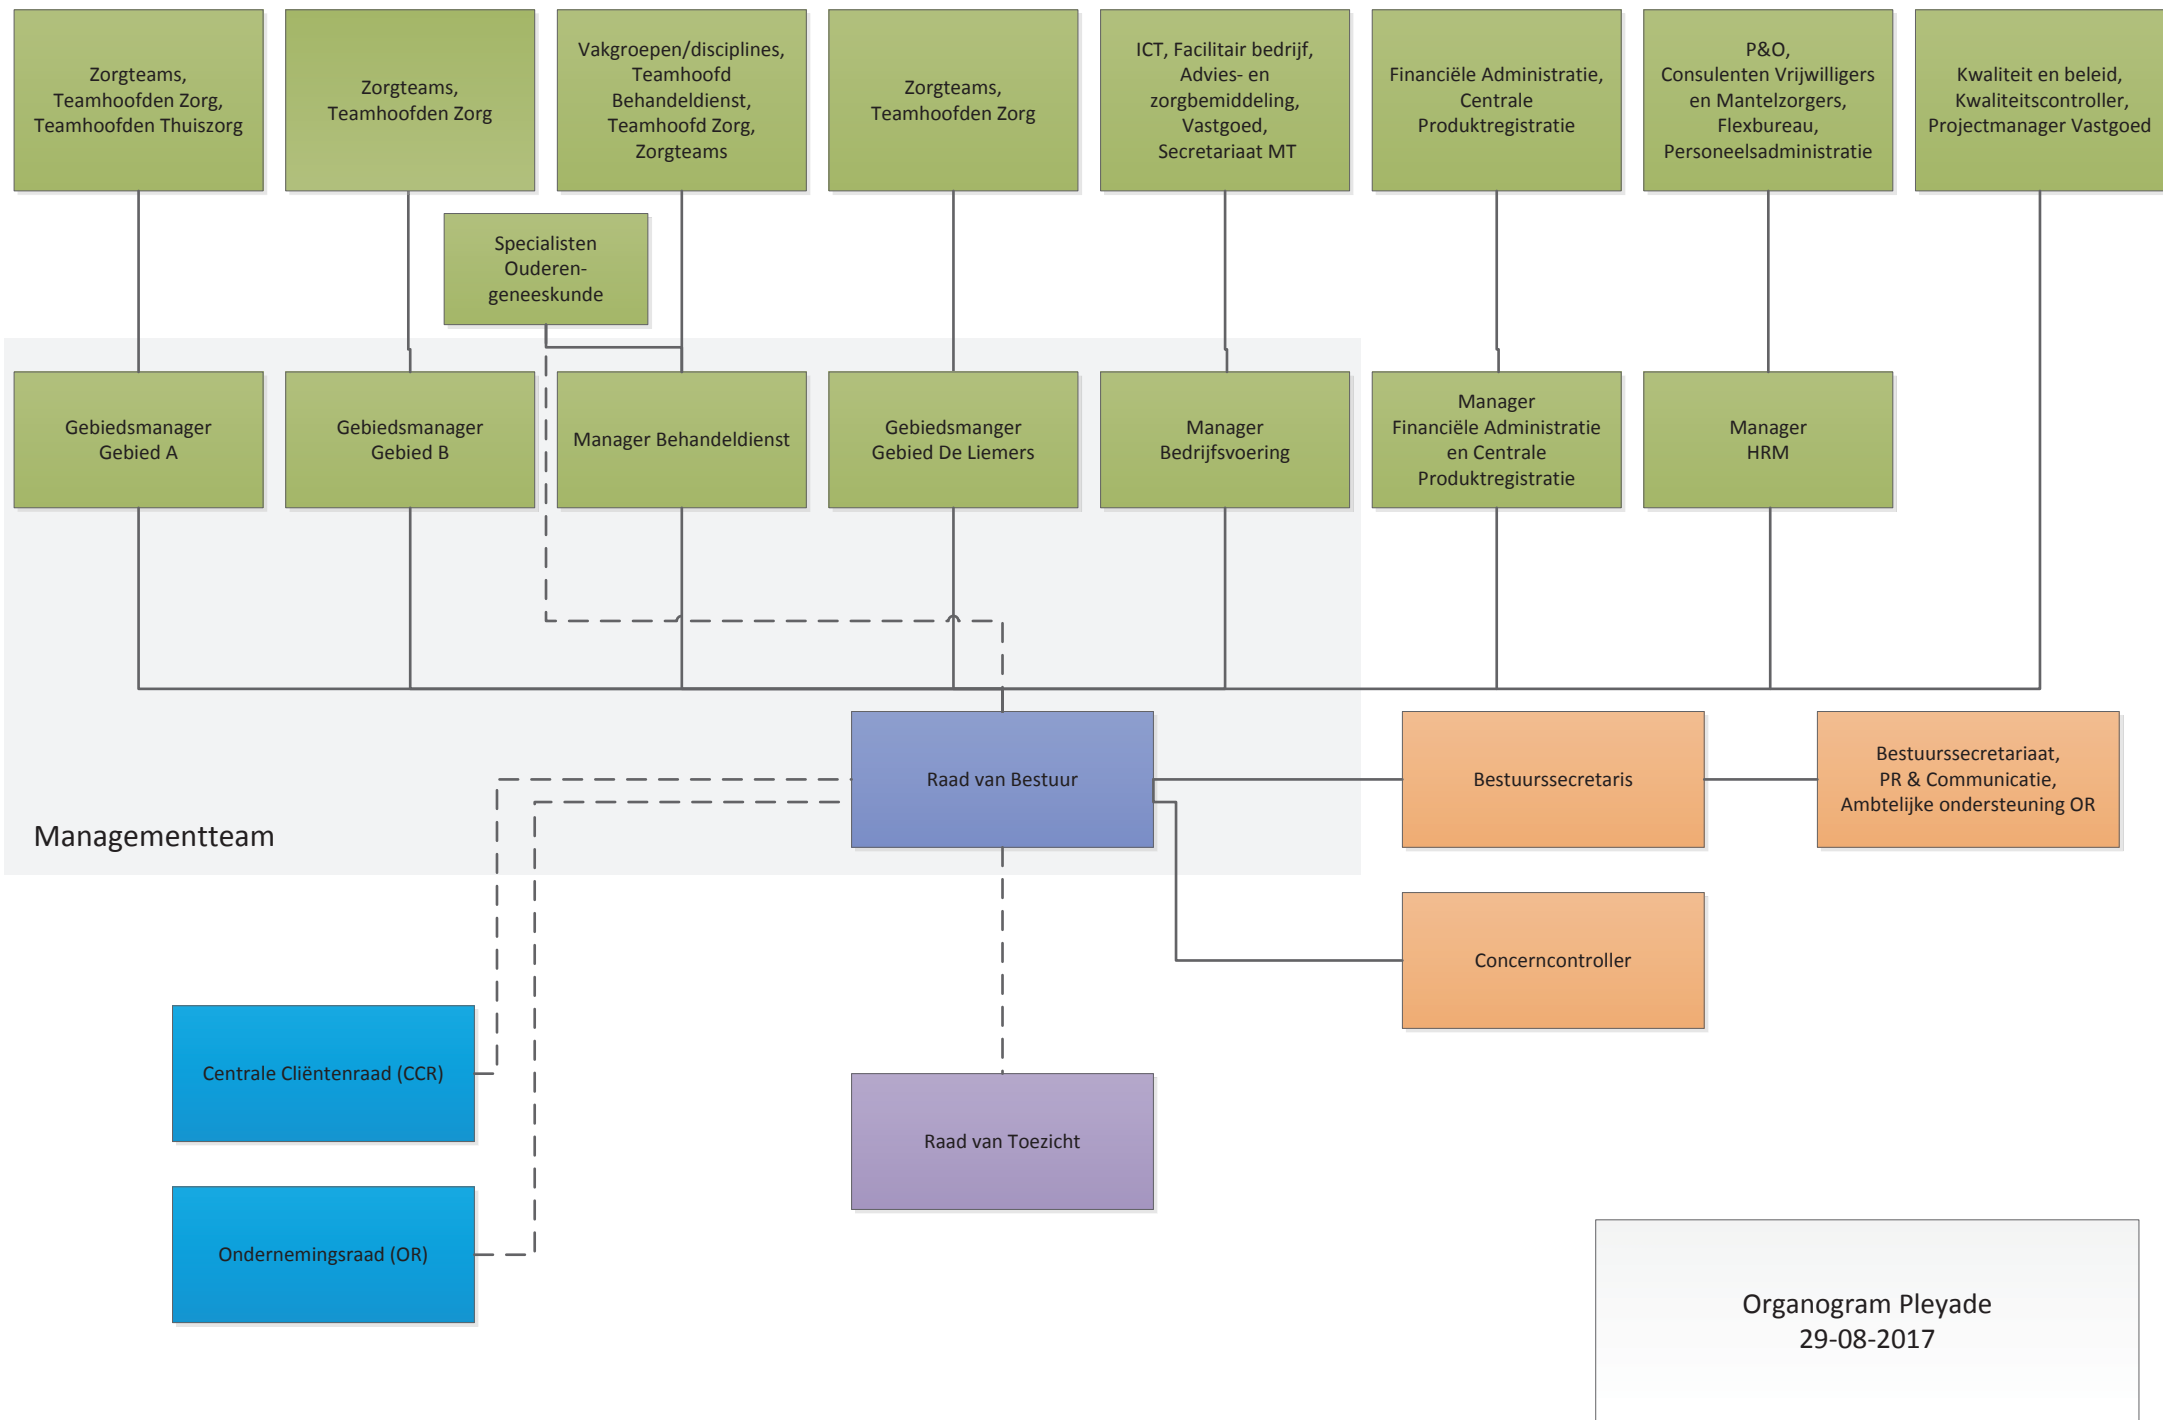 Zorgteams,
Teamhoofden Zorg,
Teamhoofden Thuiszorg
Zorgteams,
Teamhoofden Zorg
Vakgroepen/disciplines,
Teamhoofd
Behandeldienst,
Teamhoofd Zorg,
Zorgteams
Zorgteams,
Teamhoofden Zorg
ICT, Facilitair bedrijf,
Advies- en
zorgbemiddeling,
Vastgoed,
Secretariaat MT
Financiële Administratie,
Centrale
Produktregistratie
P&O,
Consulenten Vrijwilligers
en Mantelzorgers,
Flexbureau,
Personeelsadministratie
Kwaliteit en beleid,
Kwaliteitscontroller,
Projectmanager Vastgoed
Specialisten
Ouderen-
geneeskunde
Gebiedsmanager
Gebied A
Gebiedsmanager
Gebied B
Manager Behandeldienst
Gebiedsmanger
Gebied De Liemers
Manager
Bedrijfsvoering
Manager
Financiële Administratie
en Centrale
Produktregistratie
Manager
HRM
Raad van Bestuur
Bestuurssecretaris
Bestuurssecretariaat,
PR & Communicatie,
Ambtelijke ondersteuning OR
Managementteam
Concerncontroller
Centrale Cliëntenraad (CCR)
Raad van Toezicht
Ondernemingsraad (OR)
Organogram Pleyade
29-08-2017